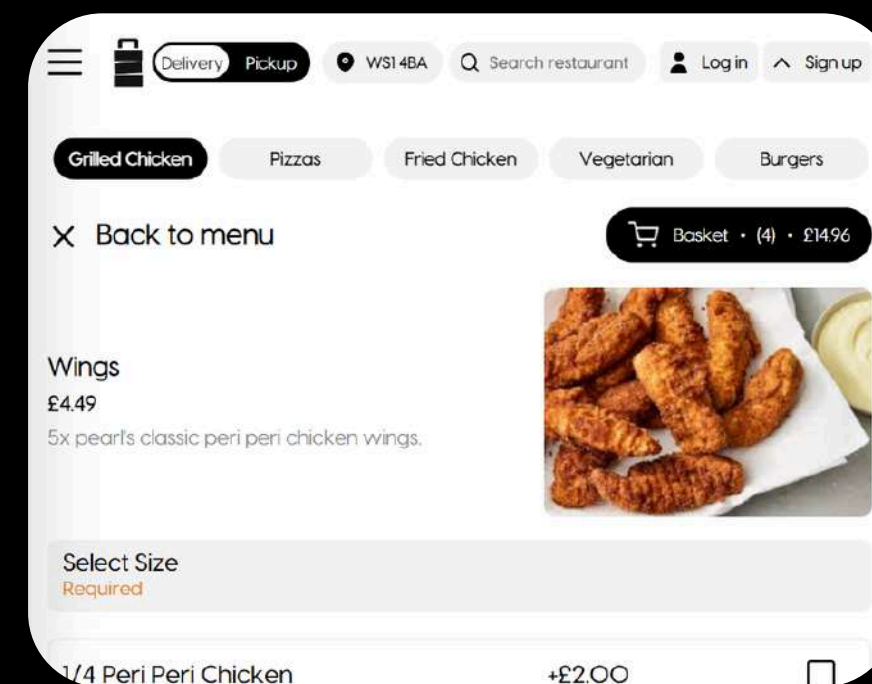 Delivery Pickup WS1 4BA Search restaurant Log in Sign up
Grilled Chicken Pizzas Fried Chicken Vegetarian Burgers
Back to menu Basket • (4) • £14.96
Wings
£4.49
5x pearl's classic peri peri chicken wings.
Select Size
Required
1/4 Peri Peri Chicken +£2.00